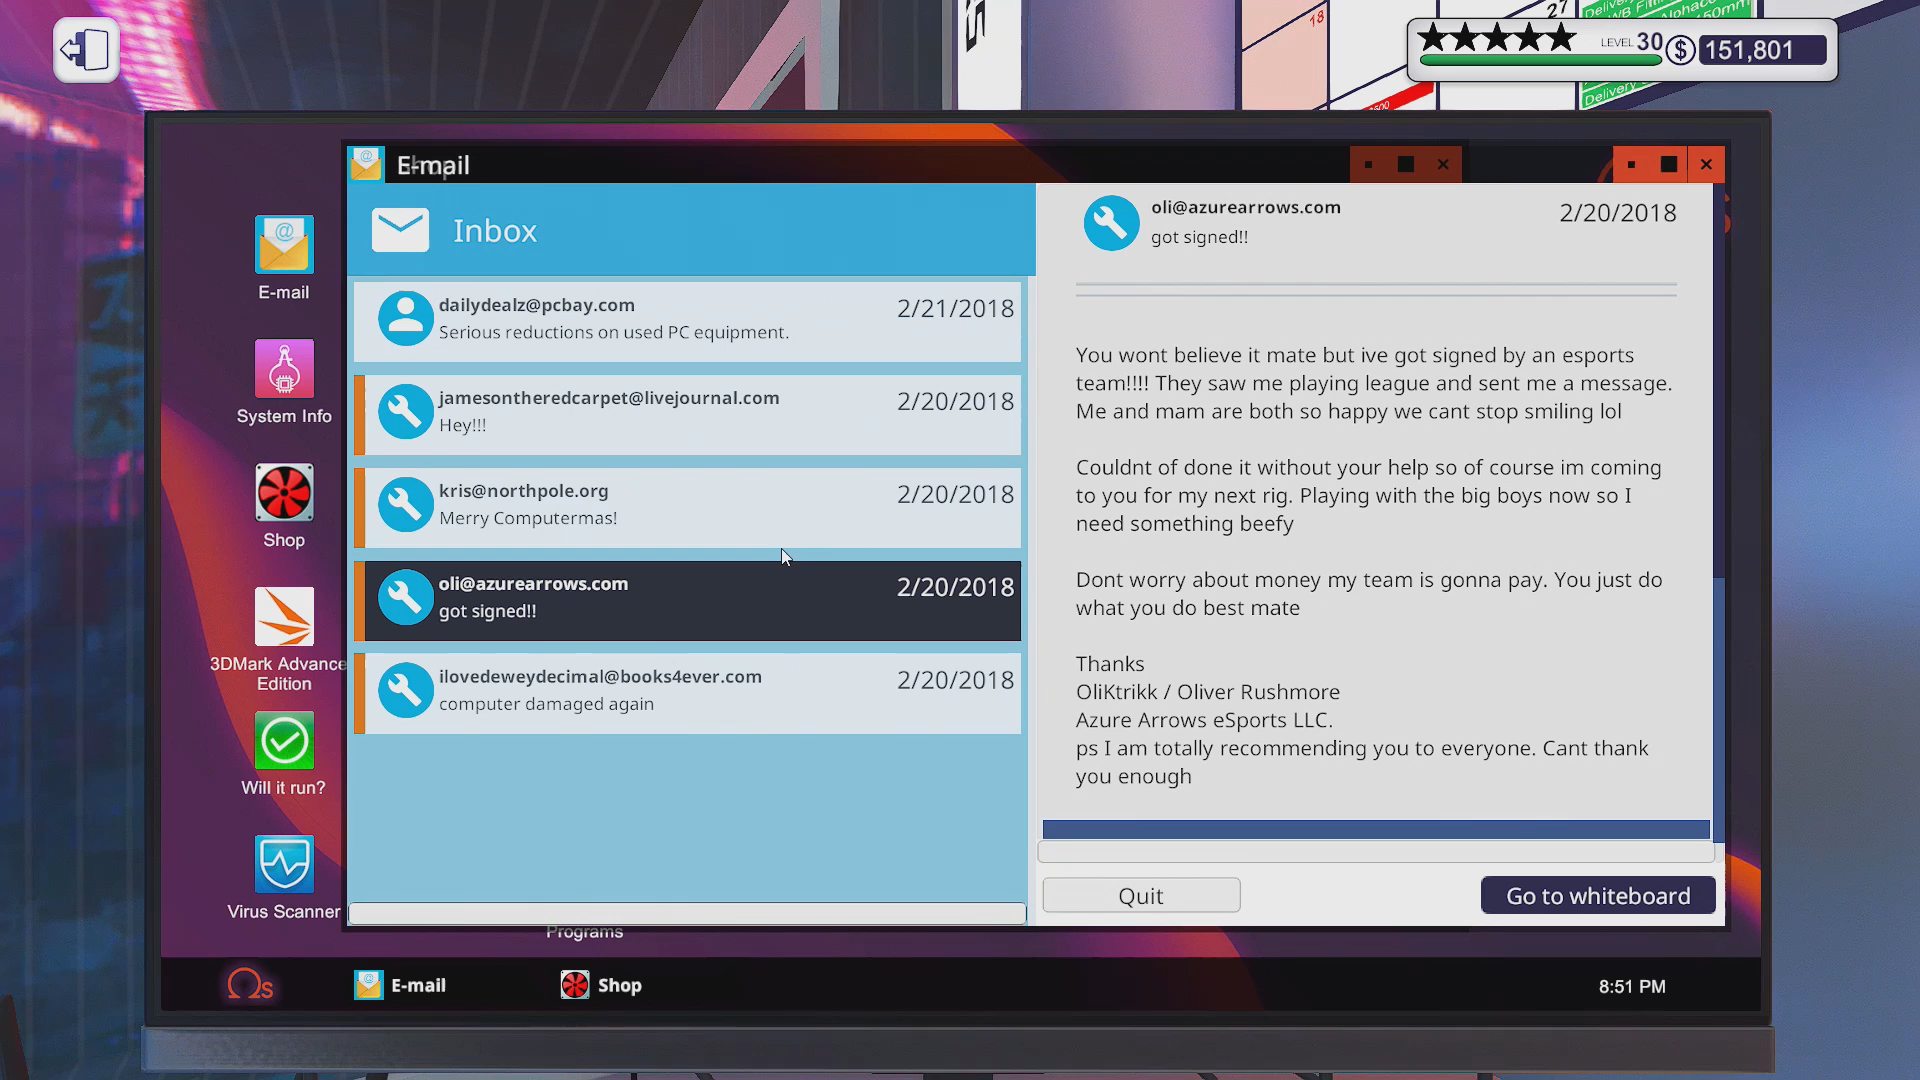 18
27
Delivery
WB F
Alphaco
50mm
LEVEL 30
$ 151,801
Delivery
E-mail
Inbox
dailydealz@pcbay.com
2/21/2018
Serious reductions on used PC equipment.
jamesontheredcarpet@livejournal.com
2/20/2018
Hey!!!
kris@northpole.org
2/20/2018
Merry Computermas!
oli@azurearrows.com
2/20/2018
got signed!!
ilovedeweydecimal@books4ever.com
2/20/2018
computer damaged again
oli@azurearrows.com
2/20/2018
got signed!!
You wont believe it mate but ive got signed by an esports
team!!!! They saw me playing league and sent me a message.
Me and mam are both so happy we cant stop smiling lol
Couldnt of done it without your help so of course im coming
to you for my next rig. Playing with the big boys now so I
need something beefy
Dont worry about money my team is gonna pay. You just do
what you do best mate
Thanks
OliKtrikk / Oliver Rushmore
Azure Arrows eSports LLC.
ps I am totally recommending you to everyone. Cant thank
you enough
Quit
Go to whiteboard
E-mail
System Info
Shop
3DMark Advance
Edition
Will it run?
Virus Scanner
Programs
Ωs
E-mail
Shop
8:51 PM